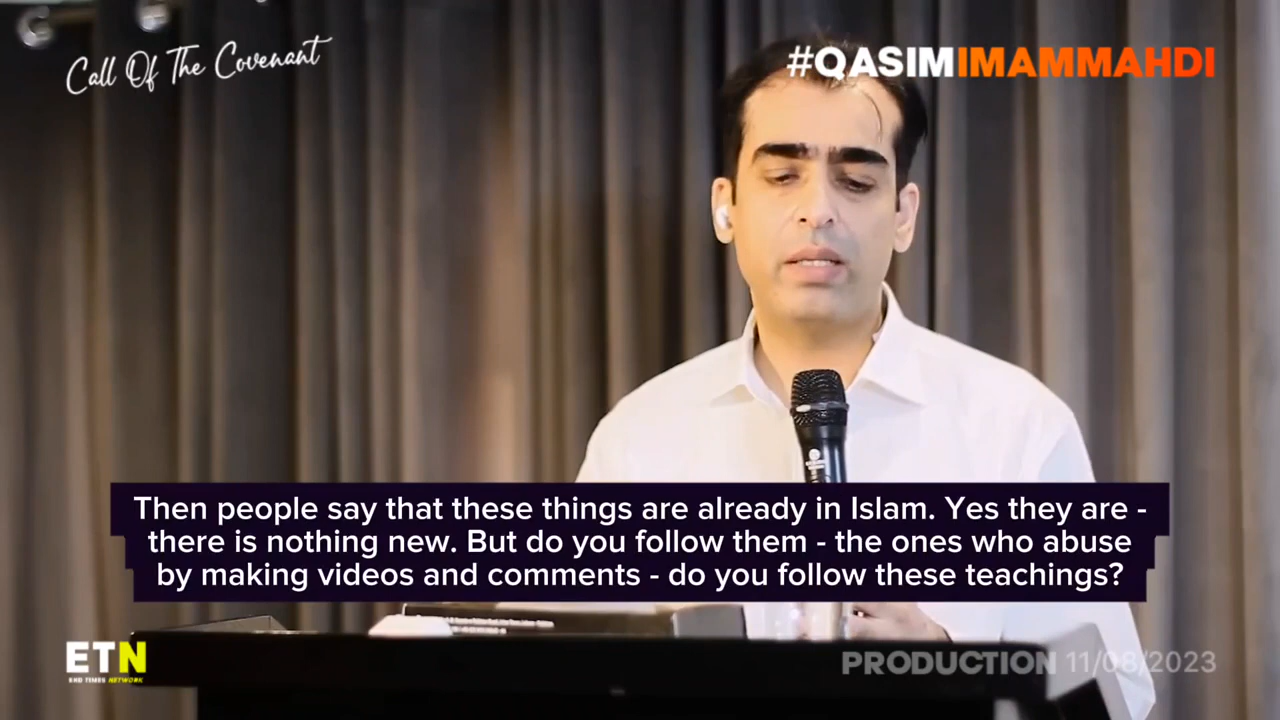 Call Of The Covenant
#QASIMIMAMMAHDI
Then people say that these things are already in Islam. Yes they are -
there is nothing new. But do you follow them - the ones who abuse
by making videos and comments - do you follow these teachings?
ETN
END TIMES NETWORK
PRODUCTION 11/08/2023